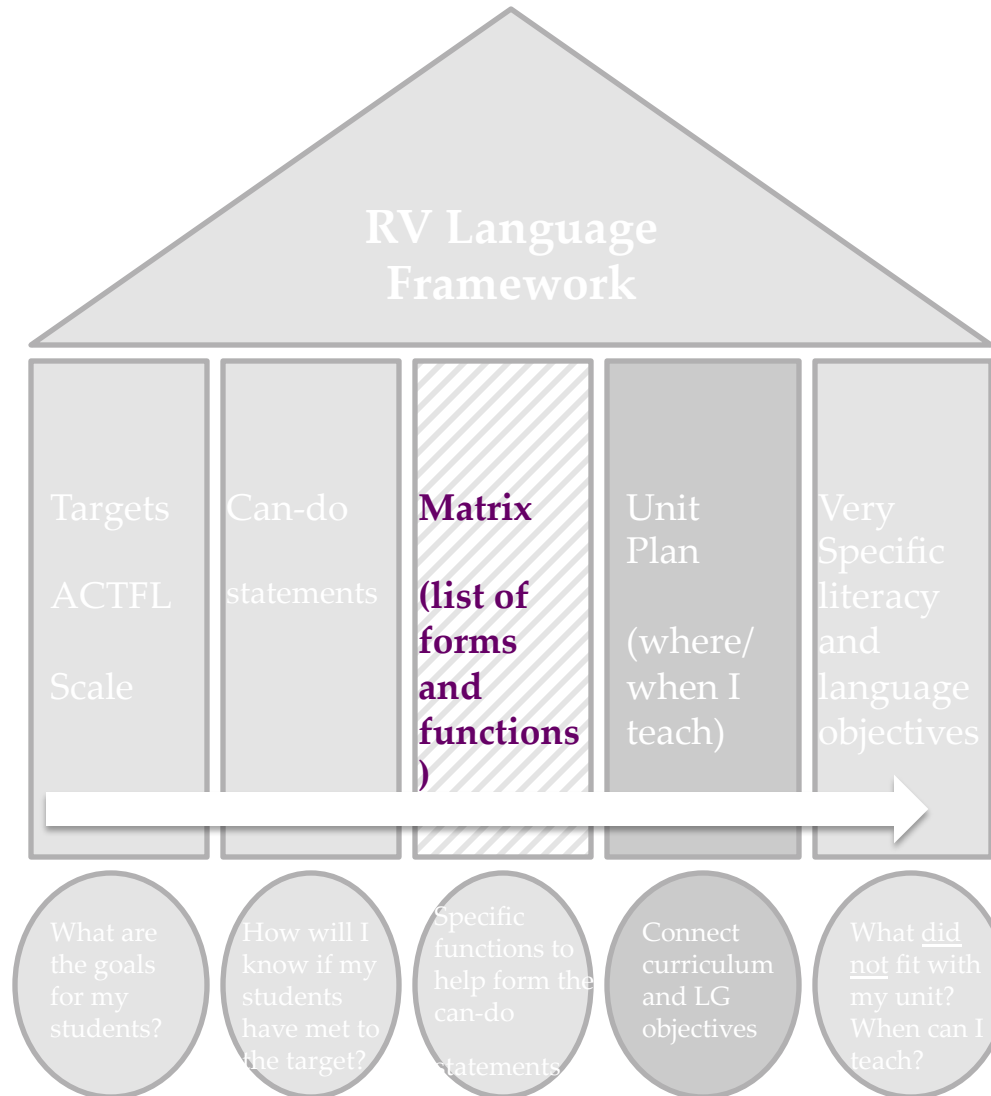 RV Language
Framework
Targets
ACTFL
Scale
Can-do
statements
Matrix
(list of
forms
and
functions
)
Unit
Plan
(where/
when I
teach)
Very
Specific
literacy
and
language
objectives
What are
the goals
for my
students?
How will I
know if my
students
have met to
the target?
Specific
functions to
help form the
can-do
statements
Connect
curriculum
and LG
objectives
What did
not fit with
my unit?
When can I
teach?